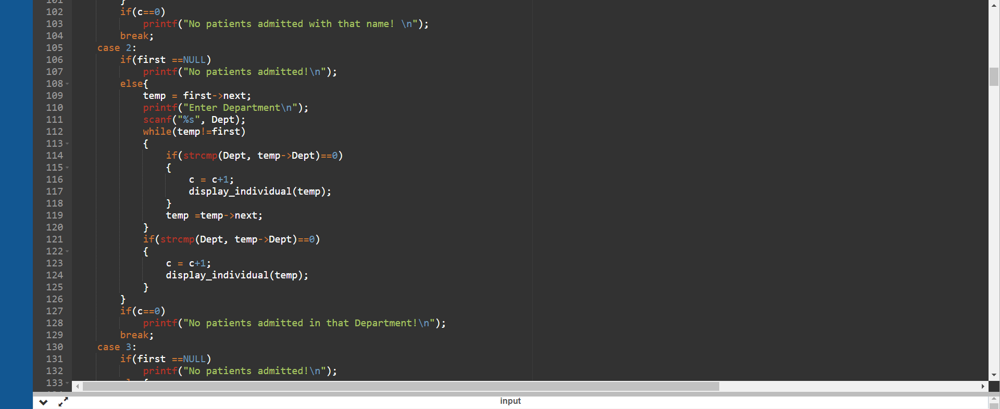 101 }
102 if(c==0)
103 printf("No patients admitted with that name! \n");
104 break;
105 case 2:
106 if(first ==NULL)
107 printf("No patients admitted!\n");
108 else{
109 temp = first->next;
110 printf("Enter Department\n");
111 scanf("%s", Dept);
112 while(temp!=first)
113 {
114 if(strcmp(Dept, temp->Dept)==0)
115 {
116 c = c+1;
117 display_individual(temp);
118 }
119 temp =temp->next;
120 }
121 if(strcmp(Dept, temp->Dept)==0)
122 {
123 c = c+1;
124 display_individual(temp);
125 }
126 }
127 if(c==0)
128 printf("No patients admitted in that Department!\n");
129 break;
130 case 3:
131 if(first ==NULL)
132 printf("No patients admitted!\n");
133
input